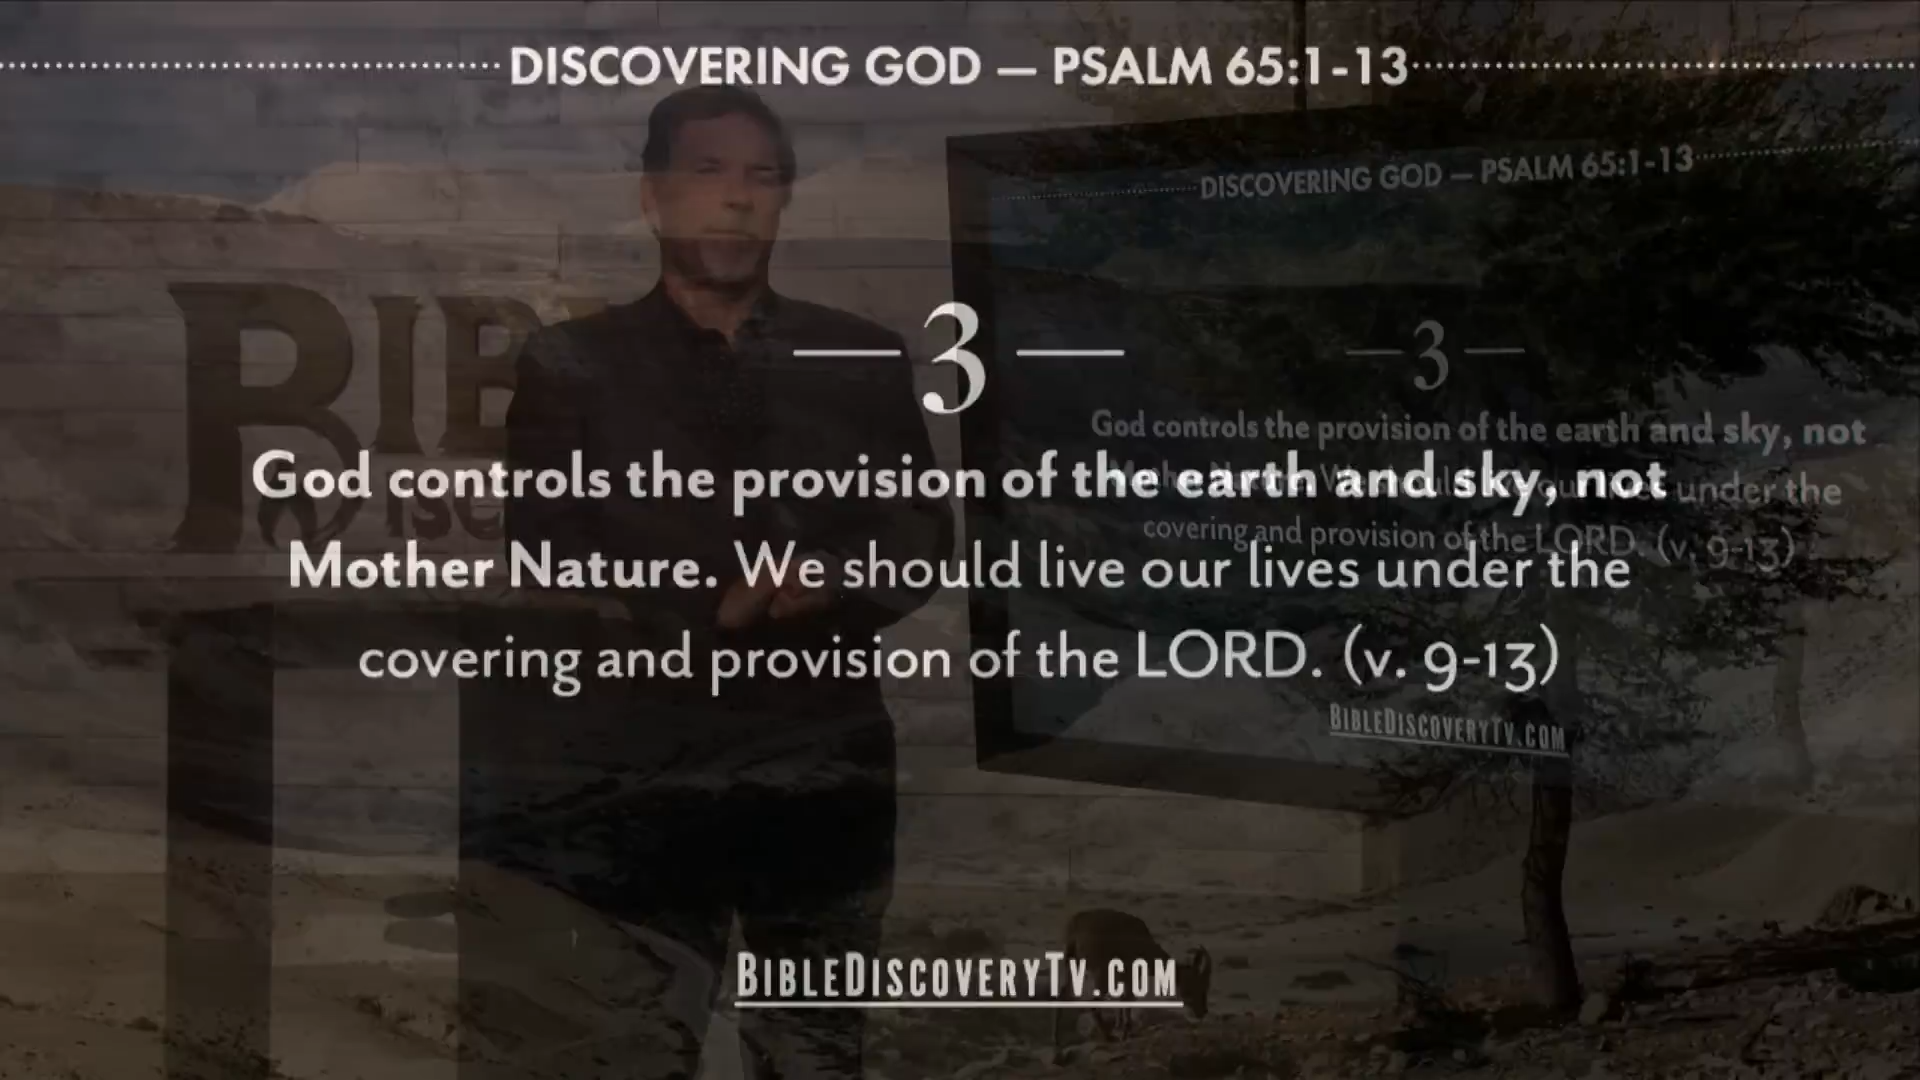 DISCOVERING GOD — PSALM 65:1-13
DISCOVERING GOD — PSALM 65:1-13
— 3 —
God controls the provision of the earth and sky, not
Mother Nature. We should live our lives under the
covering and provision of the LORD. (v. 9-13)
BIBLEDISCOVERYTV.COM
— 3 —
God controls the provision of the earth and sky, not
under the
covering and provision of the LORD. (v. 9-13)
BIBLEDISCOVERYTV.COM
BIB